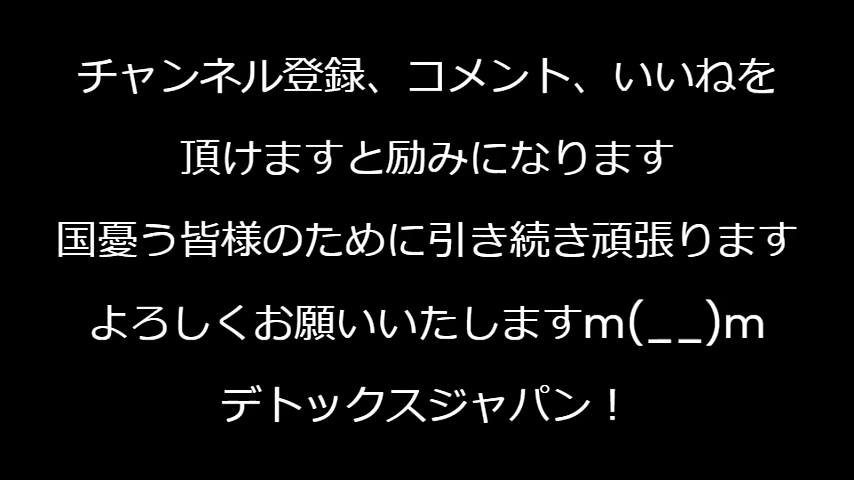 チャンネル登録、コメント、いいねを
頂けますと励みになります
国憂う皆様のために引き続き頑張ります
よろしくお願いいたしますm(__)m
デトックスジャパン！